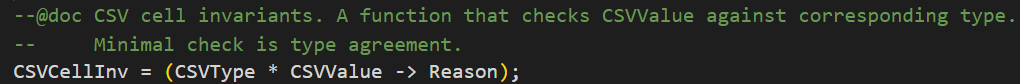 --@doc CSV cell invariants. A function that checks CSVValue against corresponding type.
--     Minimal check is type agreement.
CSVCellInv = (CSVType * CSVValue -> Reason);